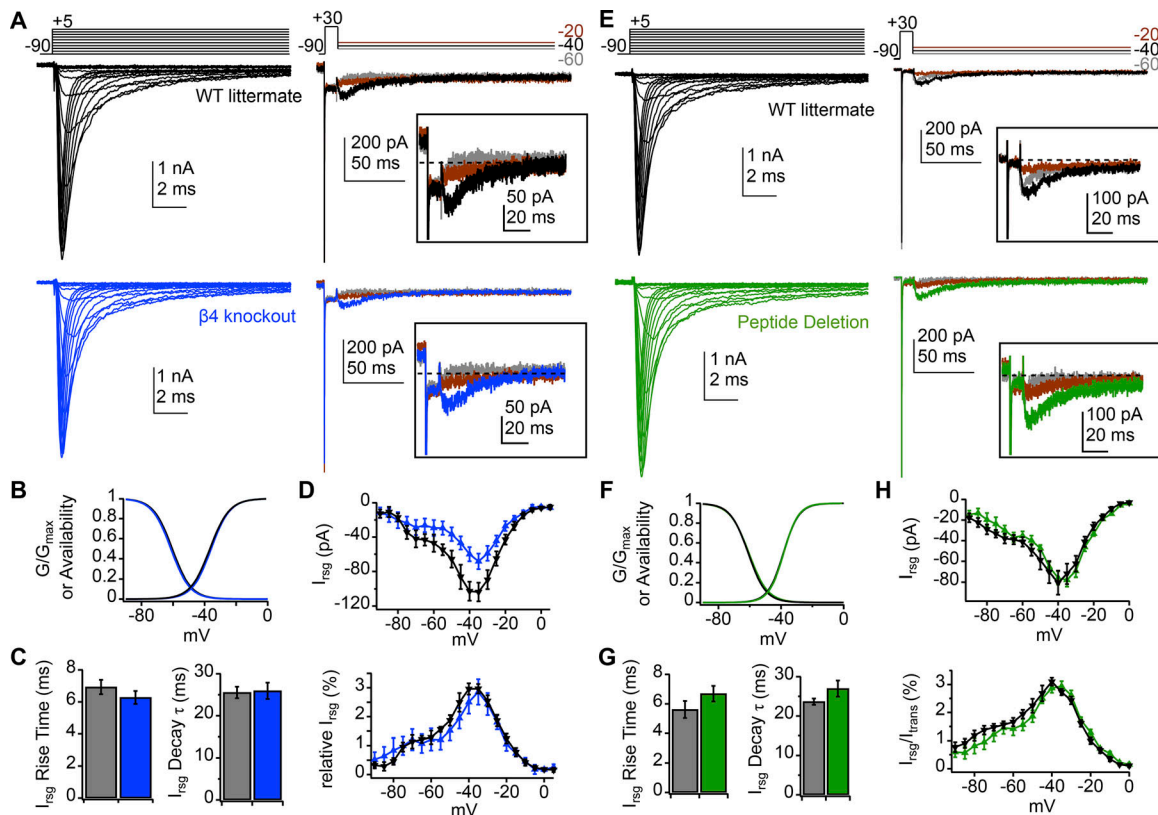 A
+5
-90
+30
-90
-20
-40
-60
WT littermate
1 nA
2 ms
200 pA
50 ms
50 pA
20 ms
β4 knockout
1 nA
2 ms
200 pA
50 ms
50 pA
20 ms
E
+5
-90
+30
-90
-20
-40
-60
WT littermate
1 nA
2 ms
200 pA
50 ms
100 pA
20 ms
Peptide Deletion
1 nA
2 ms
200 pA
50 ms
100 pA
20 ms
B
G/Gmax
or Availability
1
0.8
0.6
0.4
0.2
0
-80 -40 0
mV
D
Irsg
(pA)
0
-40
-80
-120
-80 -60 -40 -20 0
mV
F
G/Gmax
or Availability
1
0.8
0.6
0.4
0.2
0
-80 -40 0
mV
H
Irsg (pA)
0
-20
-40
-60
-80
-80 -60 -40 -20 0
mV
C
Irsg Rise Time (ms)
8
6
4
2
0
Irsg Decay τ (ms)
30
20
10
0
relative Irsg (%)
3
2
1
0
-80 -60 -40 -20 0
mV
G
Irsg Rise Time (ms)
8
6
4
2
0
Irsg Decay τ (ms)
30
20
10
0
Irsg/Itrans (%)
3
2
1
0
-80 -60 -40 -20 0
mV